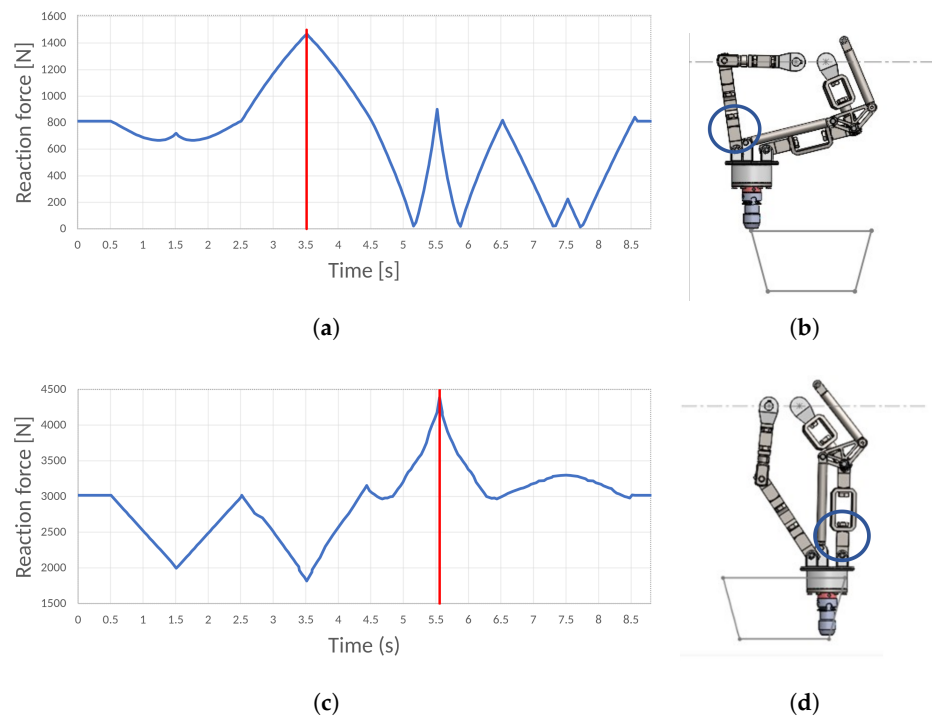 1600
1400
1200
1000
800
600
400
200
0
Reaction force [N]
0 0.5 1 1.5 2 2.5 3 3.5 4 4.5 5 5.5 6 6.5 7 7.5 8 8.5
Time [s]
(a)
(b)
4500
4000
3500
3000
2500
2000
1500
Reaction force [N]
0 0.5 1 1.5 2 2.5 3 3.5 4 4.5 5 5.5 6 6.5 7 7.5 8 8.5
Time (s)
(c)
(d)